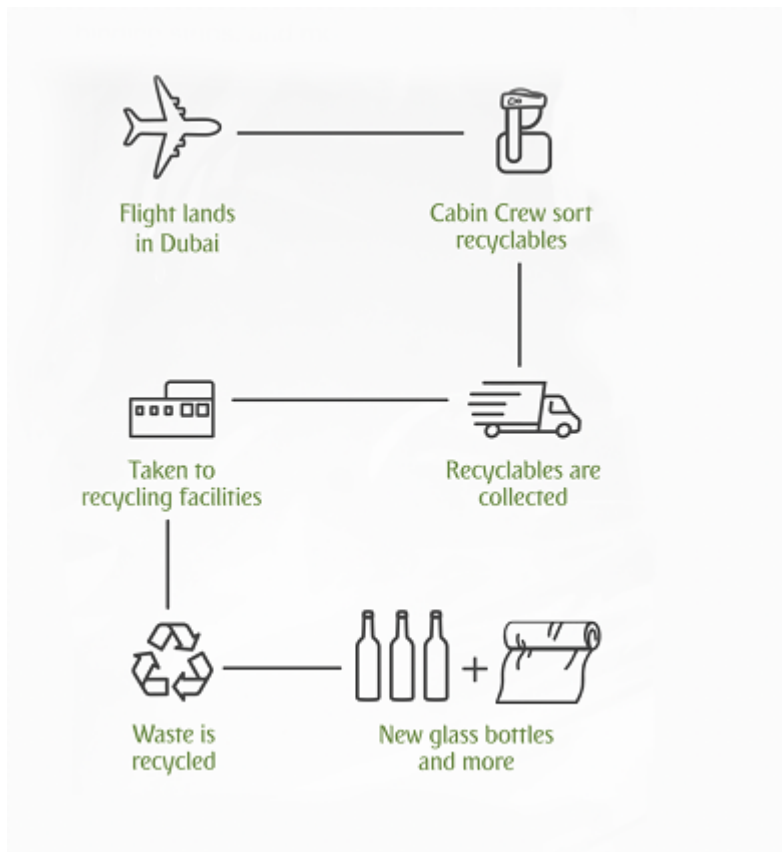 Flight lands
in Dubai
Cabin Crew sort
recyclables
Taken to
recycling facilities
Recyclables are
collected
Waste is
recycled
New glass bottles
and more